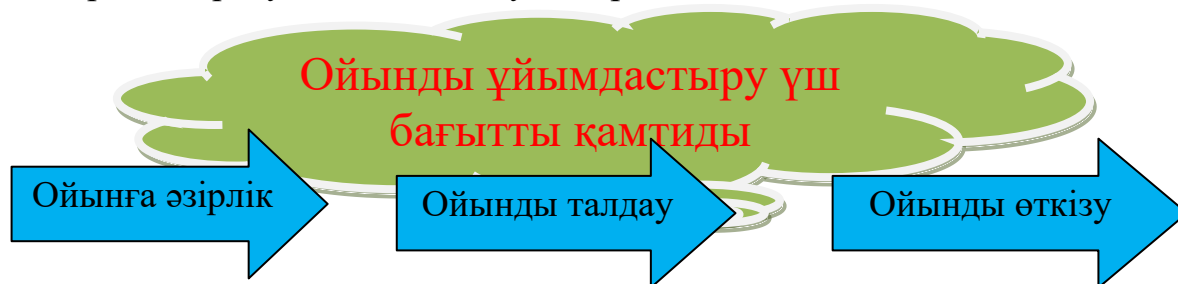 Ойынды ұйымдастыру үш
бағытты қамтиды
Ойынға әзірлік
Ойынды талдау
Ойынды өткізу